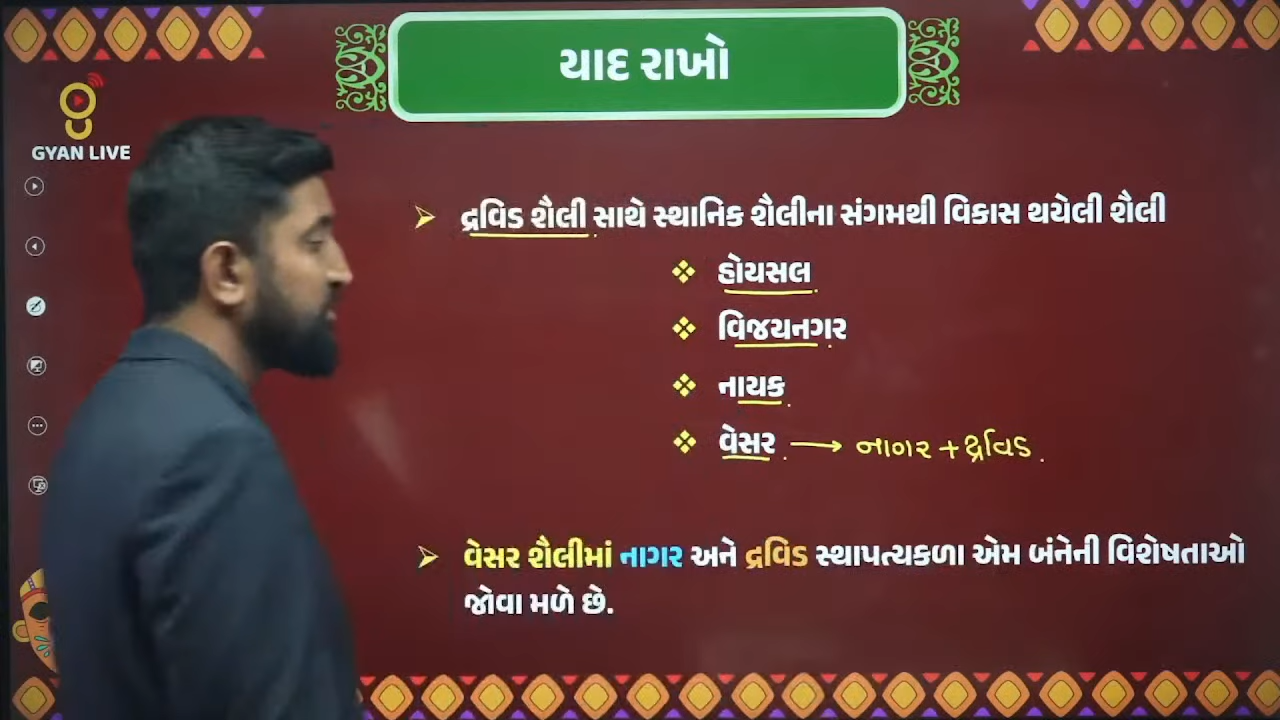 યાદ રાખો
GYAN LIVE
દ્રવિડ શૈલી સાથે સ્થાનિક શૈલીના સંગમથી વિકાસ થયેલી શૈલી
હોયસલ
વિજયનગર
નાયક
વેસર → નાગર + દ્રવિડ
વેસર શૈલીમાં નાગર અને દ્રવિડ સ્થાપત્યકળા એમ બંનેની વિશેષતાઓ
જોવા મળે છે.